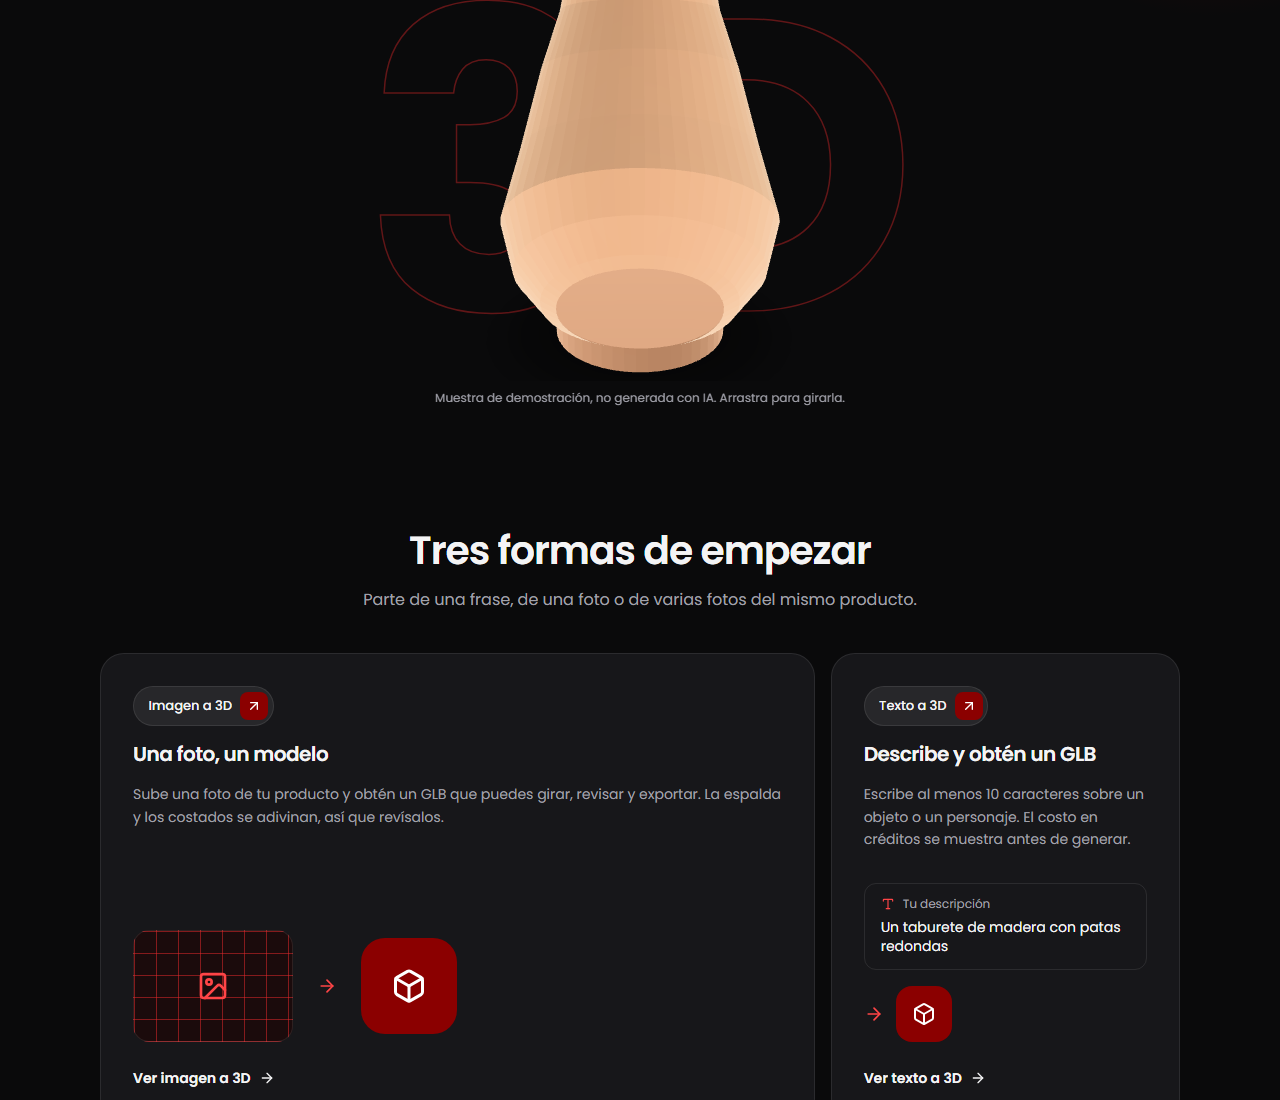 3D
Muestra de demostración, no generada con IA. Arrastra para girarla.
Tres formas de empezar
Parte de una frase, de una foto o de varias fotos del mismo producto.
Imagen a 3D
Una foto, un modelo
Sube una foto de tu producto y obtén un GLB que puedes girar, revisar y exportar. La espalda
y los costados se adivinan, así que revísalos.
Ver imagen a 3D
Texto a 3D
Describe y obtén un GLB
Escribe al menos 10 caracteres sobre un
objeto o un personaje. El costo en
créditos se muestra antes de generar.
Tu descripción
Un taburete de madera con patas
redondas
Ver texto a 3D